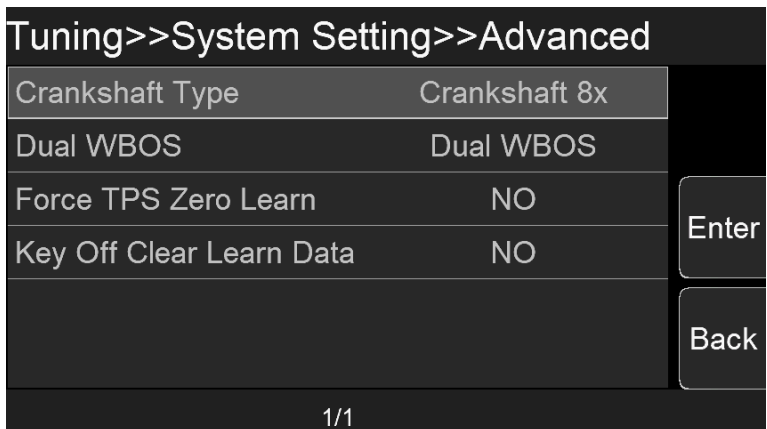 Tuning>>System Setting>>Advanced
Crankshaft Type Crankshaft 8x
Dual WBOS Dual WBOS
Force TPS Zero Learn NO
Key Off Clear Learn Data NO
Enter
Back
1/1